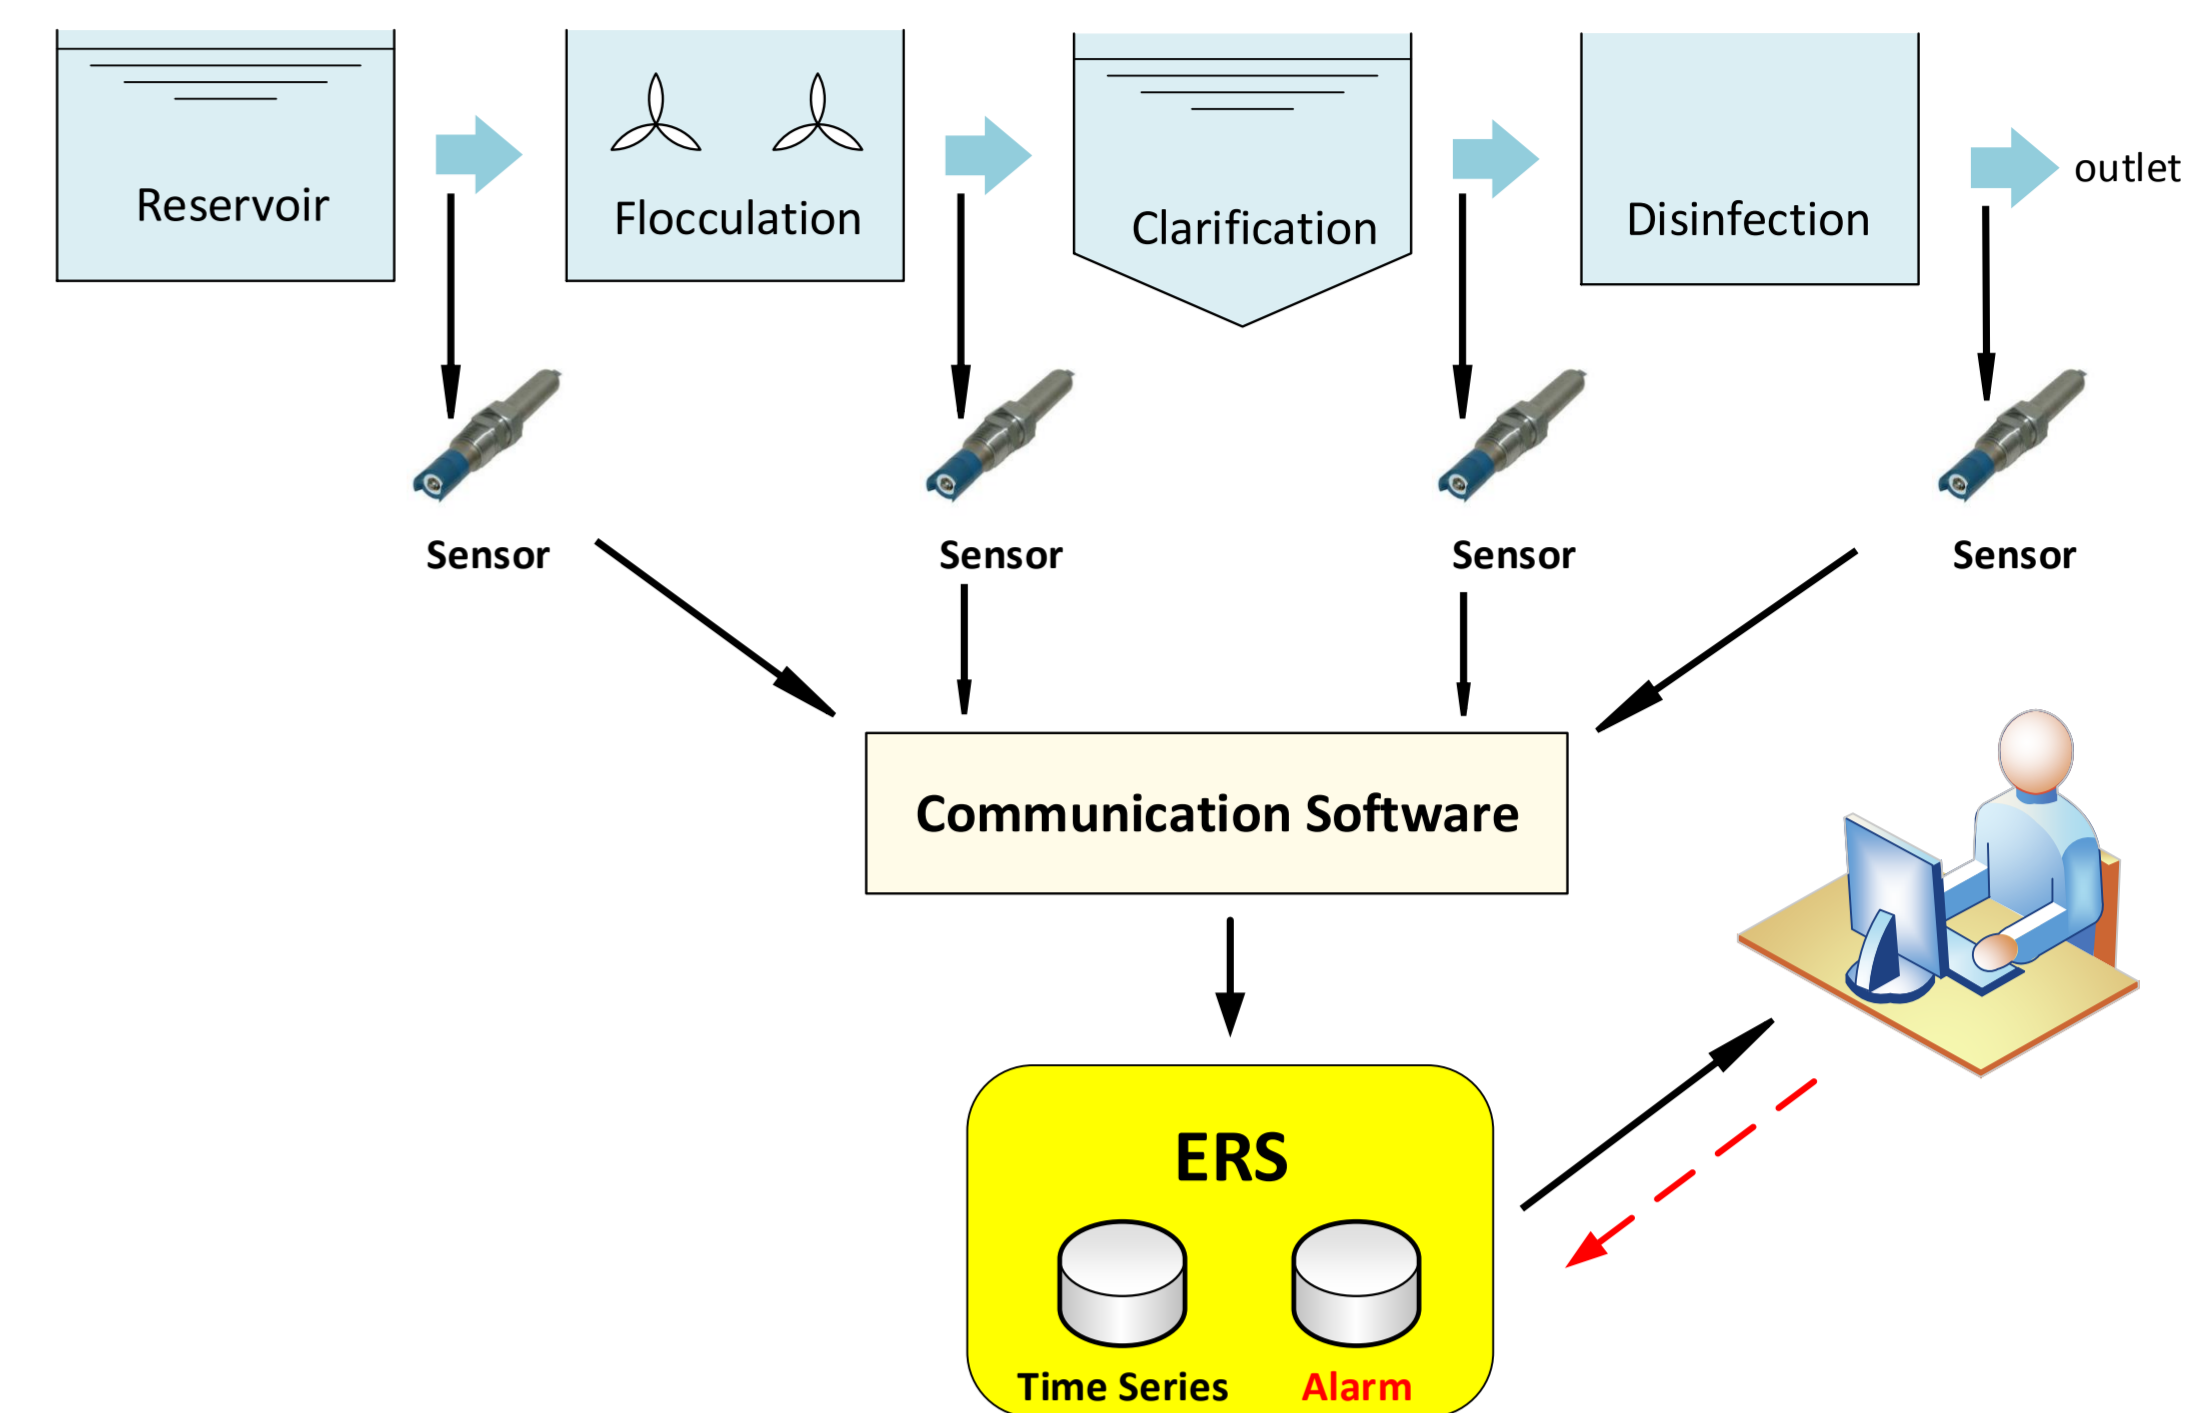 Reservoir
Flocculation
Clarification
Disinfection
outlet
Sensor
Sensor
Sensor
Sensor
Communication Software
ERS
Time Series
Alarm